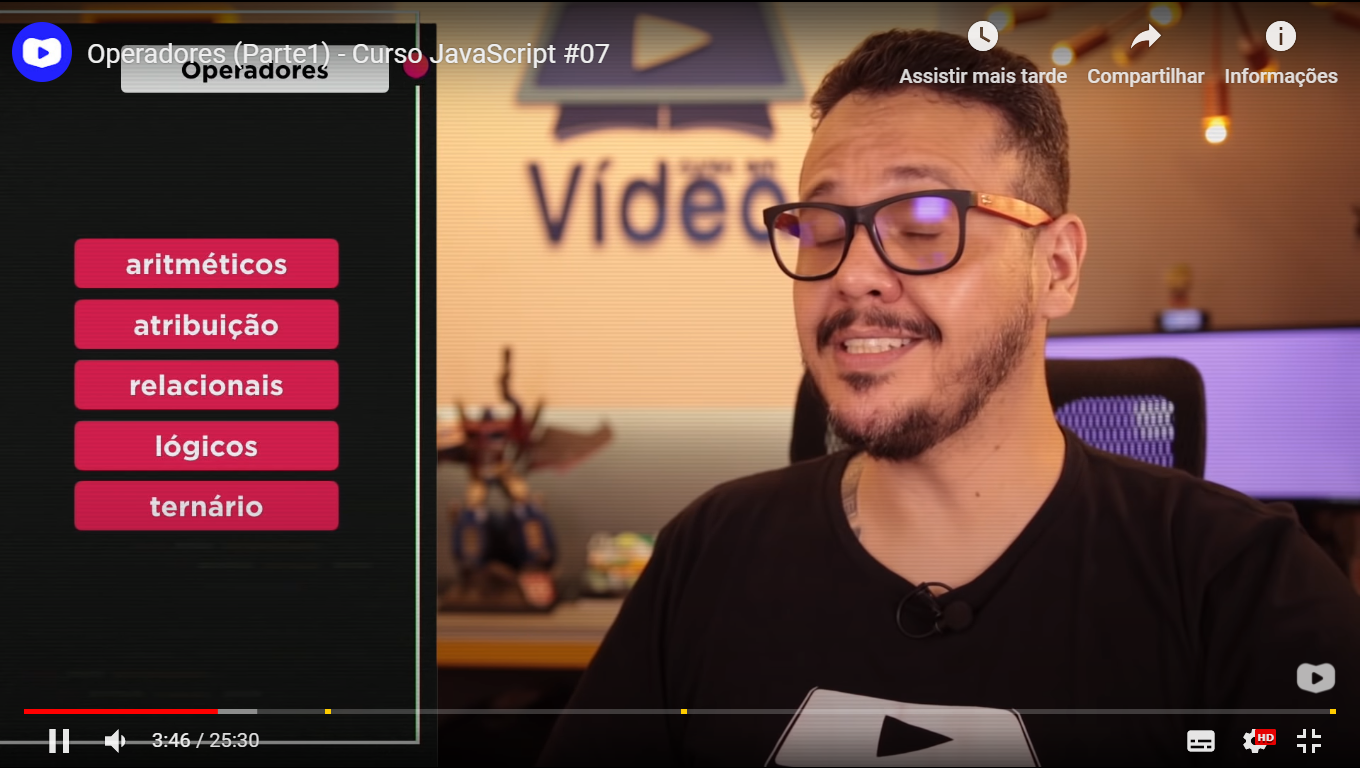 Operadores (Parte1) - Curso JavaScript #07
Assistir mais tarde
Compartilhar
Informações
Operadores
Vídeo
aritméticos
atribuição
relacionais
lógicos
ternário
3:46 / 25:30
HD